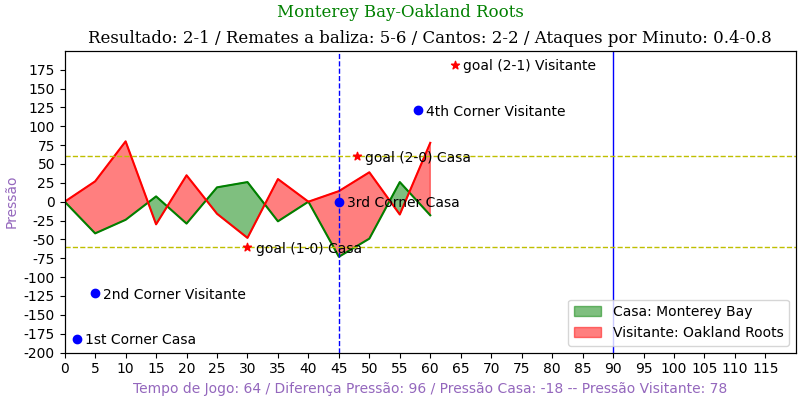 Monterey Bay-Oakland Roots
Resultado: 2-1 / Remates a baliza: 5-6 / Cantos: 2-2 / Ataques por Minuto: 0.4-0.8
Pressão
175
150
125
100
75
50
25
0
-25
-50
-75
-100
-125
-150
-175
-200
goal (2-1) Visitante
4th Corner Visitante
goal (2-0) Casa
3rd Corner Casa
goal (1-0) Casa
2nd Corner Visitante
1st Corner Casa
Casa: Monterey Bay
Visitante: Oakland Roots
0 5 10 15 20 25 30 35 40 45 50 55 60 65 70 75 80 85 90 95 100 105 110 115
Tempo de Jogo: 64 / Diferença Pressão: 96 / Pressão Casa: -18 -- Pressão Visitante: 78